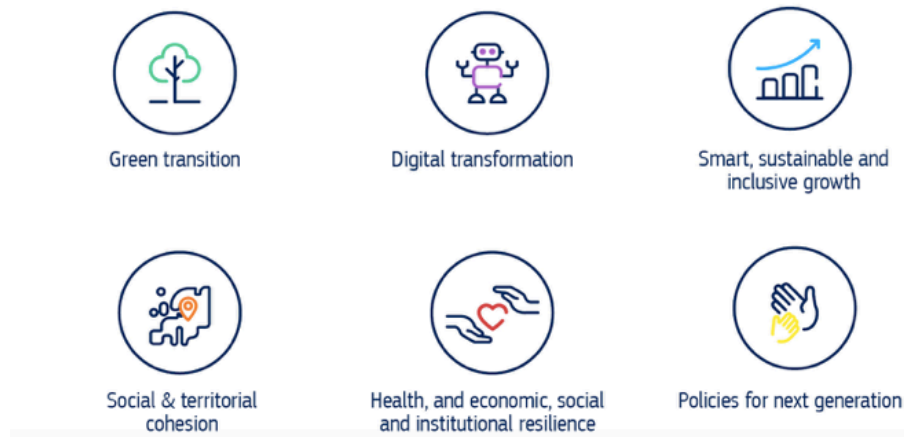 Green transition
Digital transformation
Smart, sustainable and
inclusive growth
Social & territorial
cohesion
Health, and economic, social
and institutional resilience
Policies for next generation